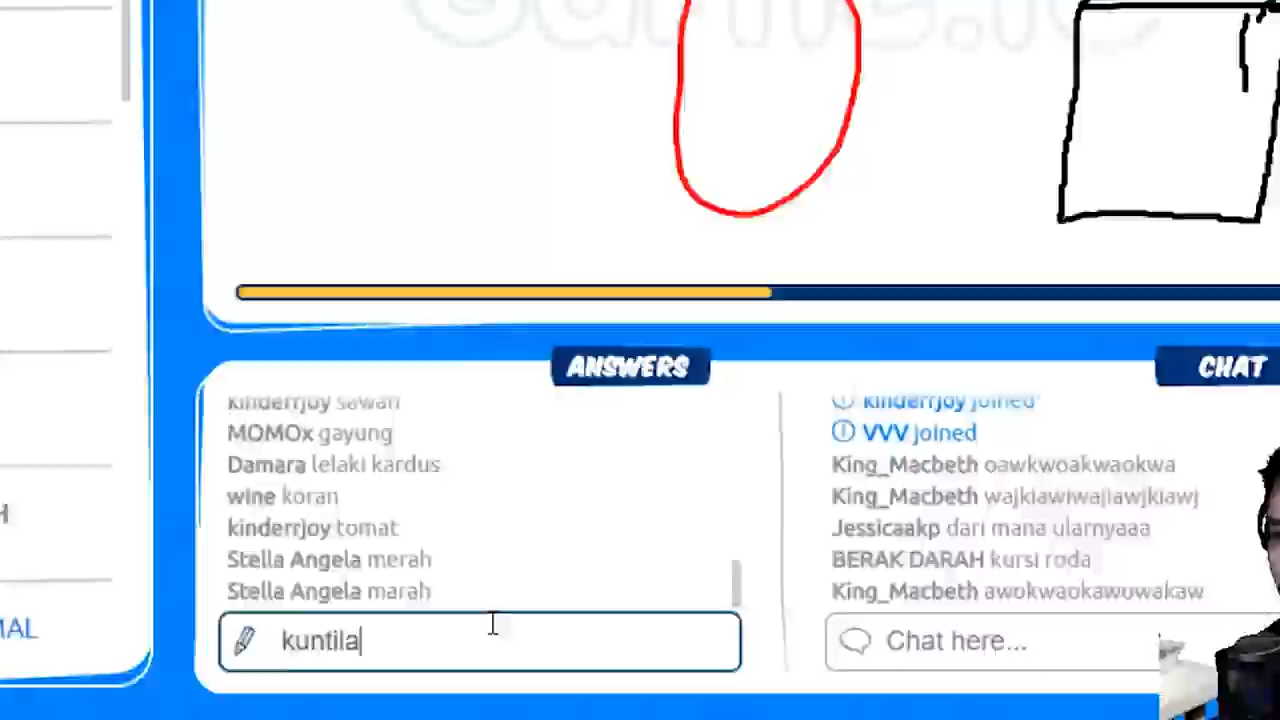 ANSWERS
kinderrjoy sawah
MOMOx gayung
Damara lelaki kardus
wine koran
kinderrjoy tomat
Stella Angela merah
Stella Angela marah
kuntila
CHAT
kinderrjoy joined
VVV joined
King_Macbeth oawkwoakwaokwa
King_Macbeth wajkiawiwajiawjkiawj
Jessicaakp dari mana ularnyaaa
BERAK DARAH kursi roda
King_Macbeth awokwaokawowakaw
Chat here...